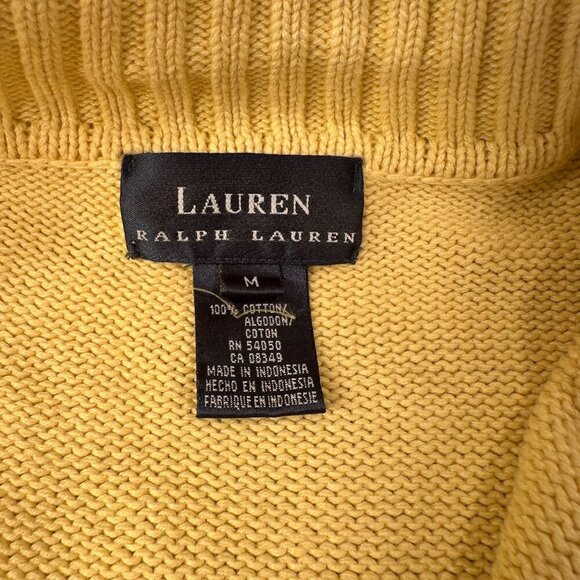 LAUREN
RALPH LAUREN
M
100% COTTON/
ALGODON/
COTON
RN 54050
CA 08349
MADE IN INDONESIA
HECHO EN INDONESIA
FABRIQUE EN INDONESIE